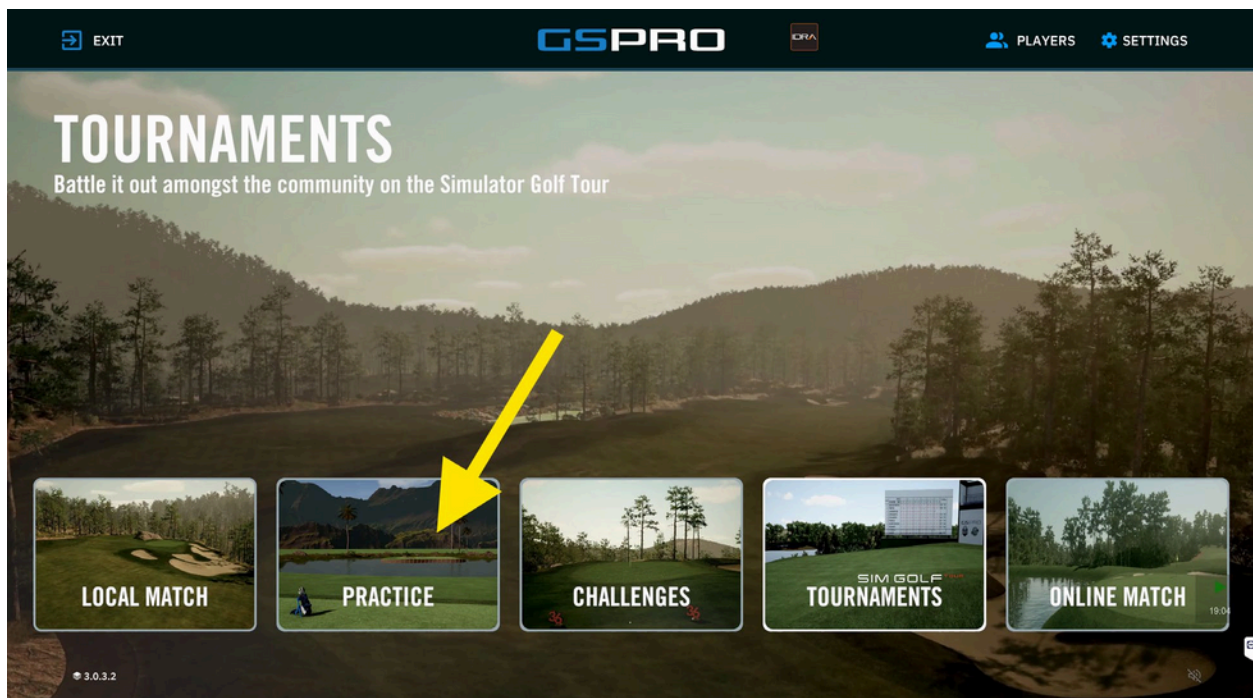 EXIT
GSPRO
IDRA
PLAYERS
SETTINGS
TOURNAMENTS
Battle it out amongst the community on the Simulator Golf Tour
LOCAL MATCH
PRACTICE
CHALLENGES
SIM GOLF
TOURNAMENTS
ONLINE MATCH
19:04
3.0.3.2